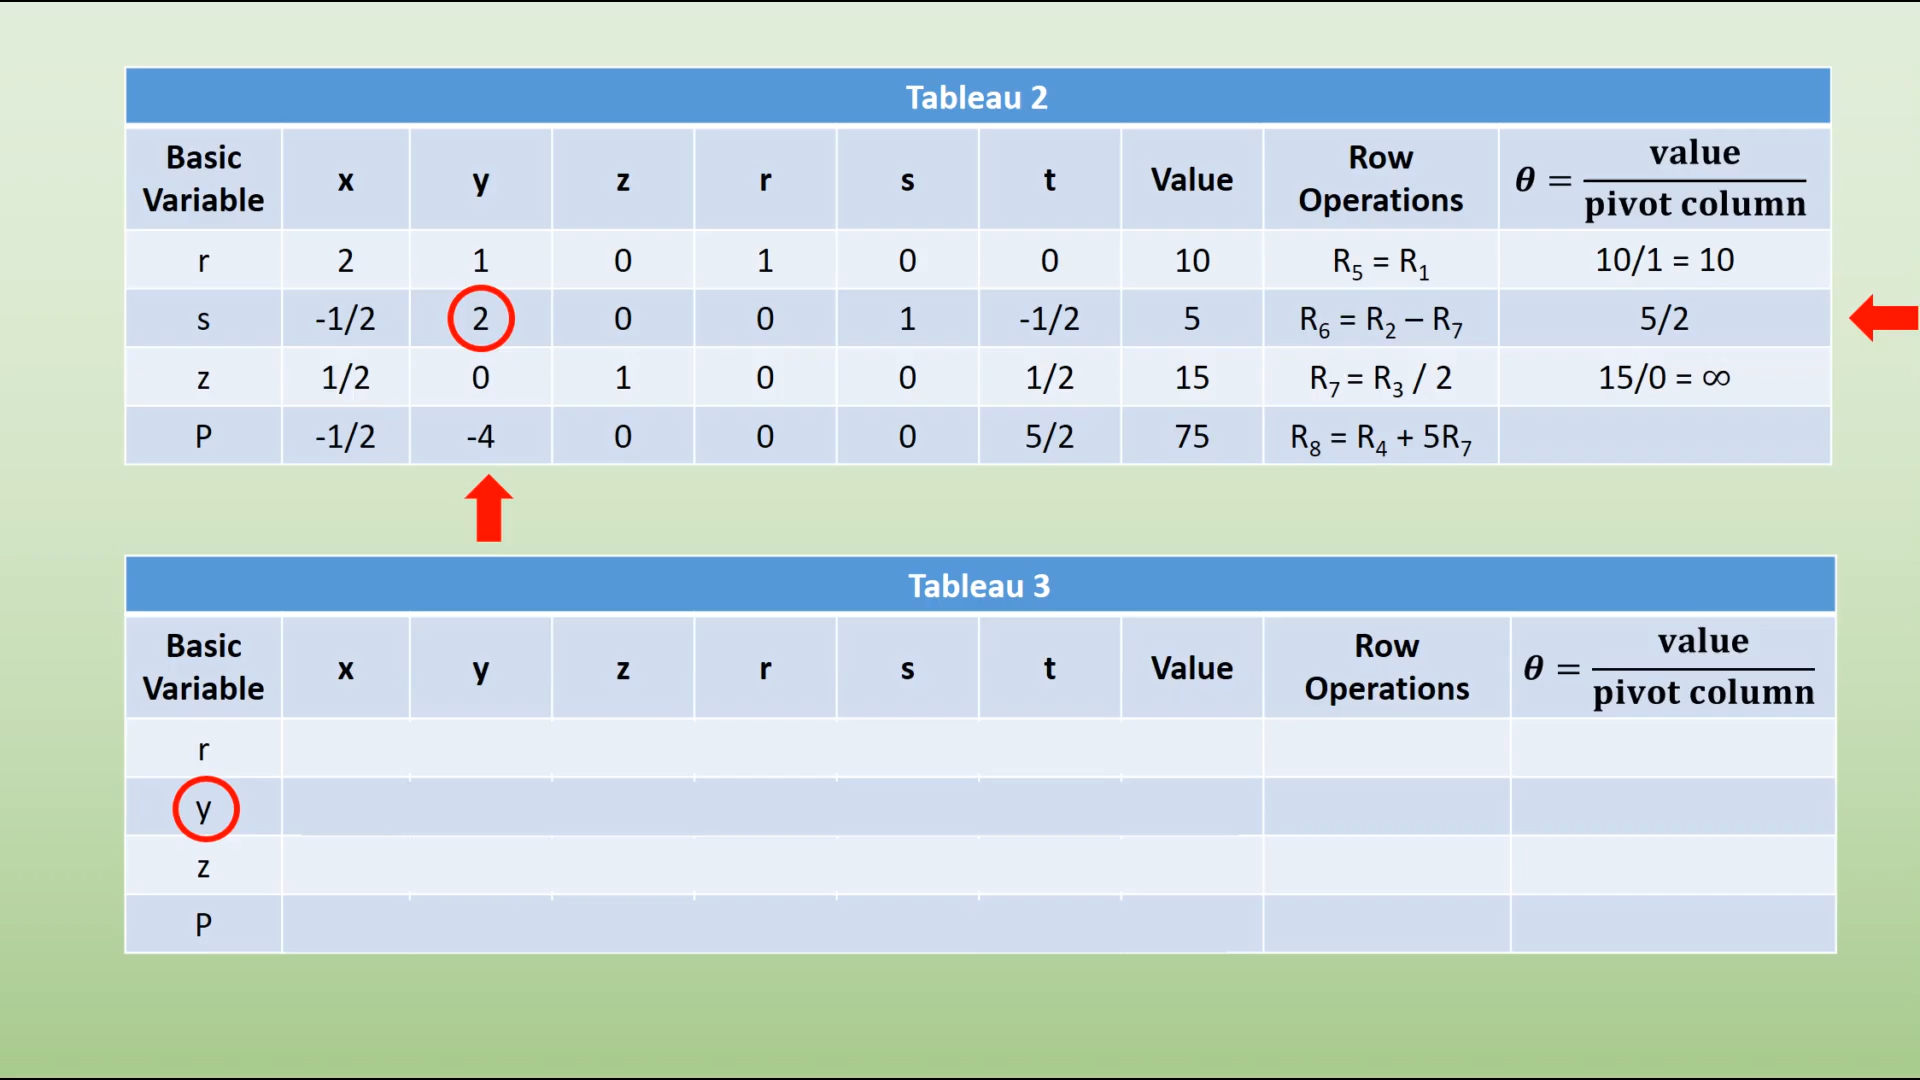 Tableau 2
Basic Variable x y z r s t Value Row Operations θ = value / pivot column
r 2 1 0 1 0 0 10 R₅ = R₁ 10/1 = 10
s -1/2 2 0 0 1 -1/2 5 R₆ = R₂ – R₇ 5/2
z 1/2 0 1 0 0 1/2 15 R₇ = R₃ / 2 15/0 = ∞
P -1/2 -4 0 0 0 5/2 75 R₈ = R₄ + 5R₇
Tableau 3
Basic Variable x y z r s t Value Row Operations θ = value / pivot column
r
y
z
P